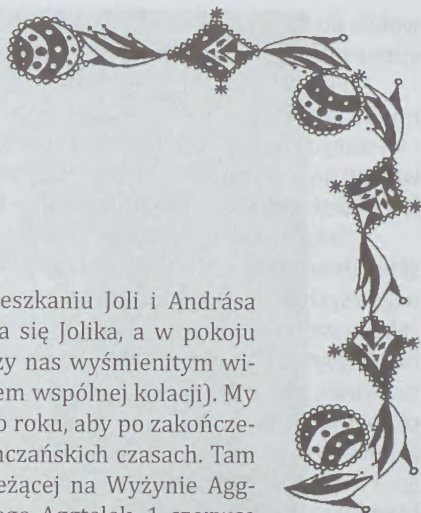 eszkaniu Joli i Andrása
a się Jolika, a w pokoju
zy nas wyśmienitym wi-
em wspólnej kolacji). My
o roku, aby po zakończe-
nczańskich czasach. Tam
eżącej na Wyżynie Agg-